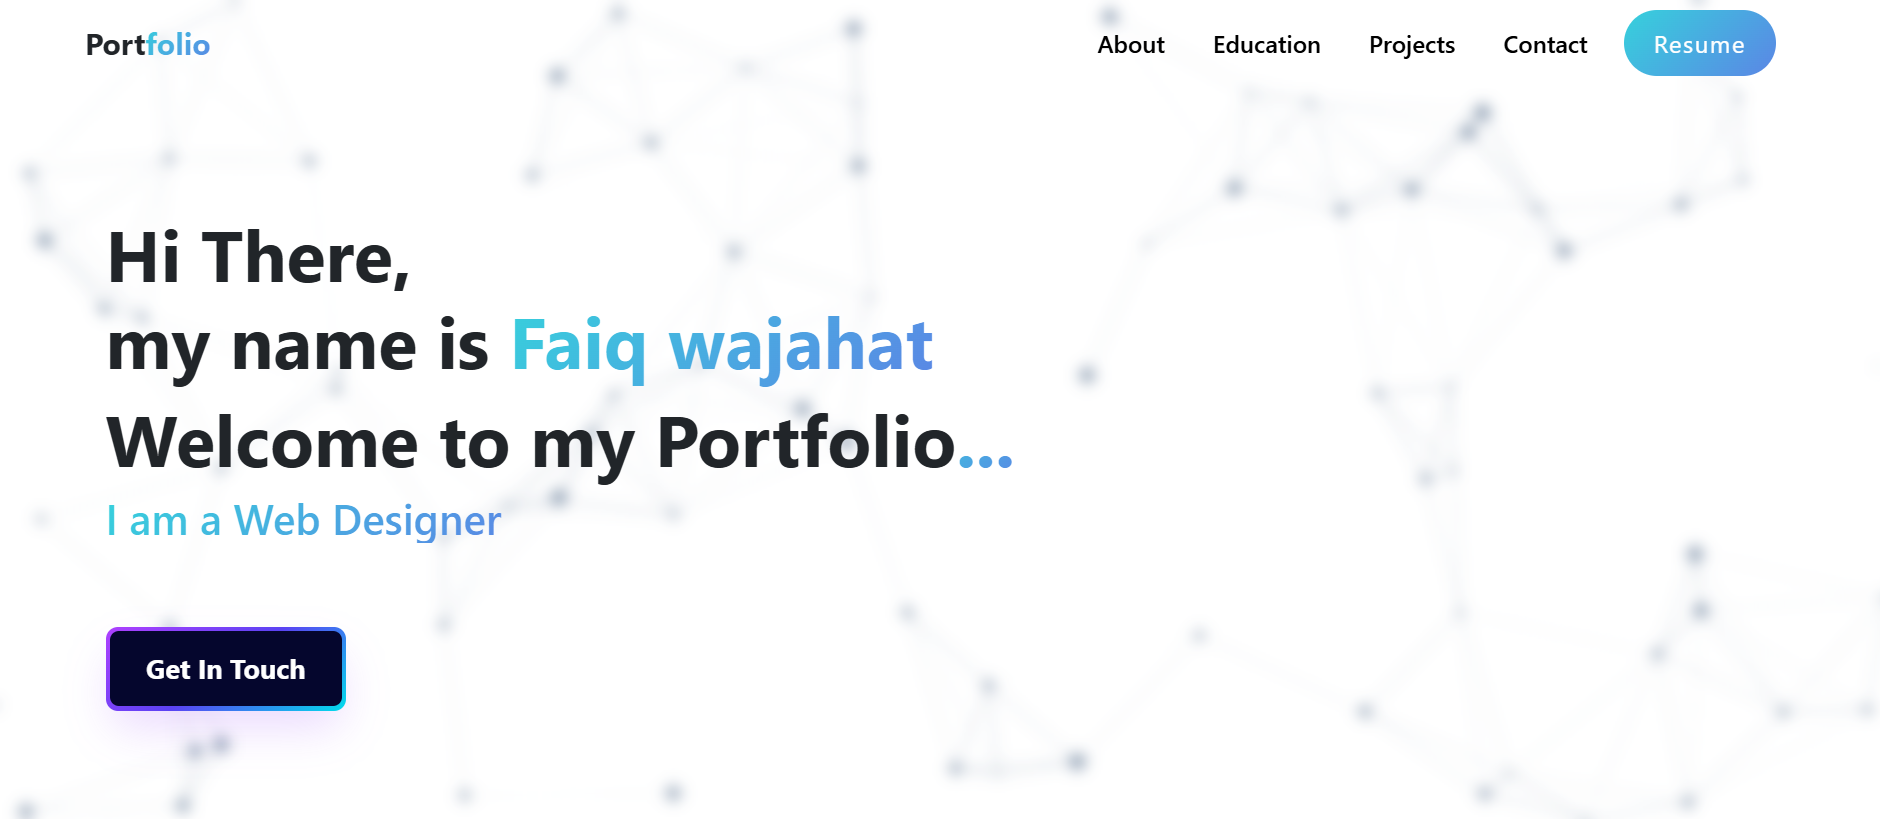 Portfolio
About Education Projects Contact Resume
Hi There,
my name is Faiq wajahat
Welcome to my Portfolio...
I am a Web Designer
Get In Touch